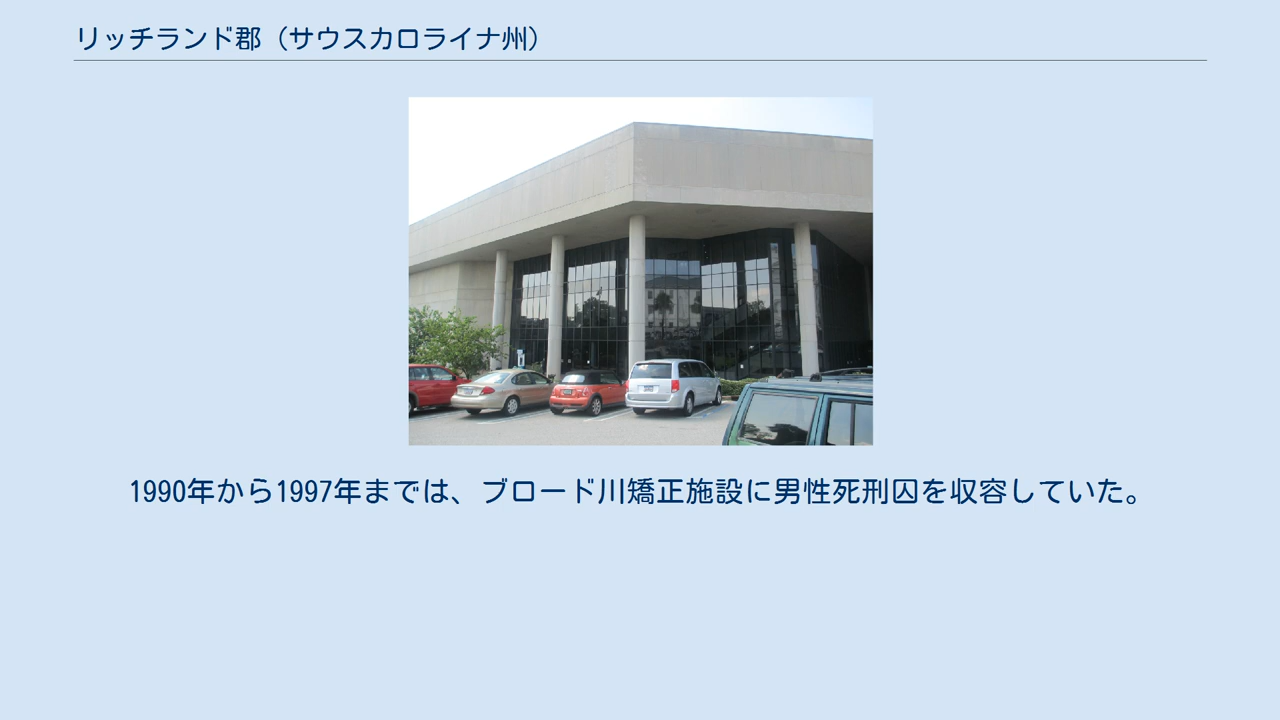 リッチランド郡（サウスカロライナ州）
1990年から1997年までは、ブロード川矯正施設に男性死刑囚を収容していた。